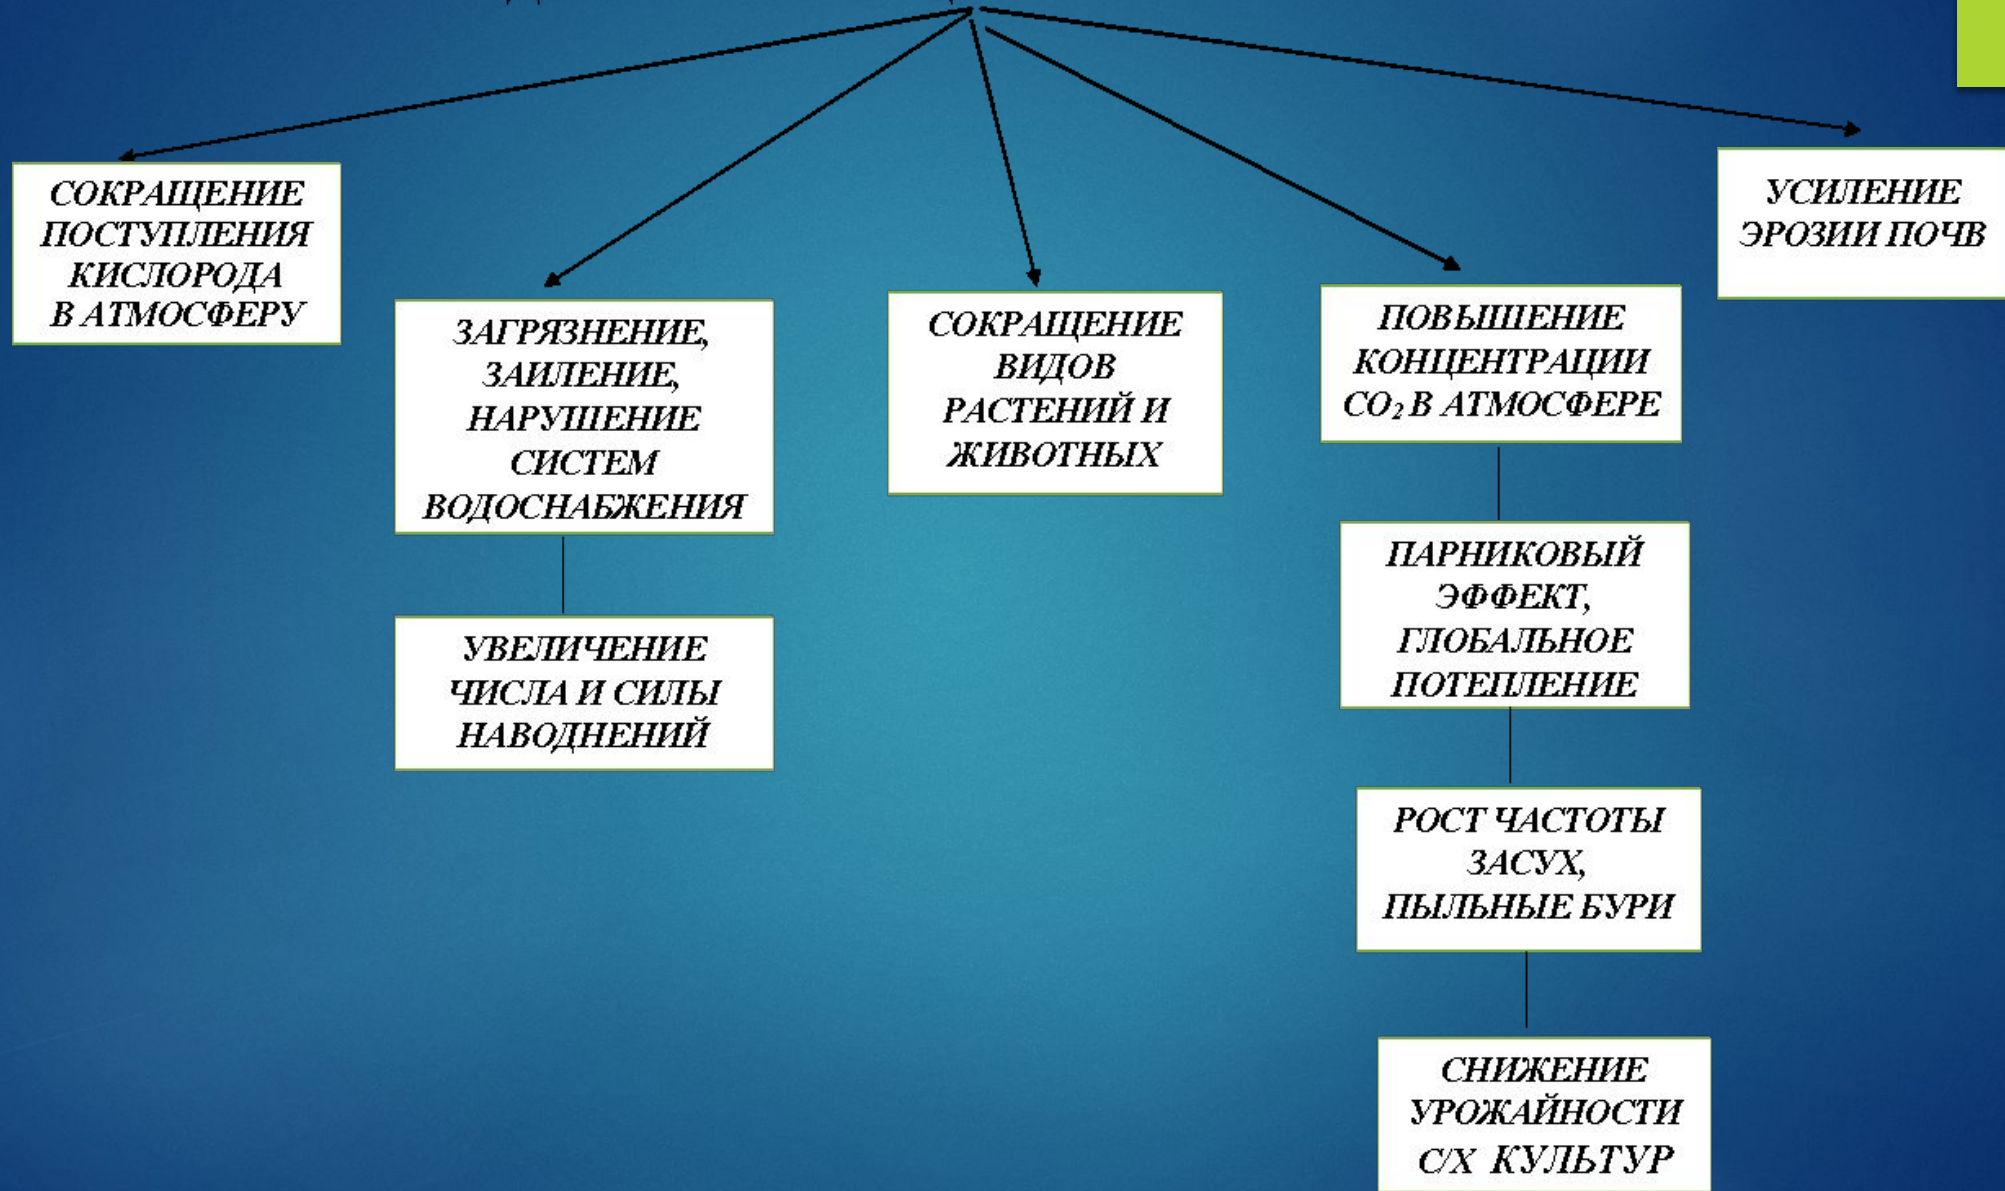 СОКРАЩЕНИЕ
ПОСТУПЛЕНИЯ
КИСЛОРОДА
В АТМОСФЕРУ
ЗАГРЯЗНЕНИЕ,
ЗАИЛЕНИЕ,
НАРУШЕНИЕ
СИСТЕМ
ВОДОСНАБЖЕНИЯ
УВЕЛИЧЕНИЕ
ЧИСЛА И СИЛЫ
НАВОДНЕНИЙ
СОКРАЩЕНИЕ
ВИДОВ
РАСТЕНИЙ И
ЖИВОТНЫХ
ПОВЫШЕНИЕ
КОНЦЕНТРАЦИИ
СО₂ В АТМОСФЕРЕ
ПАРНИКОВЫЙ
ЭФФЕКТ,
ГЛОБАЛЬНОЕ
ПОТЕПЛЕНИЕ
РОСТ ЧАСТОТЫ
ЗАСУХ,
ПЫЛЬНЫЕ БУРИ
СНИЖЕНИЕ
УРОЖАЙНОСТИ
С/Х КУЛЬТУР
УСИЛЕНИЕ
ЭРОЗИИ ПОЧВ